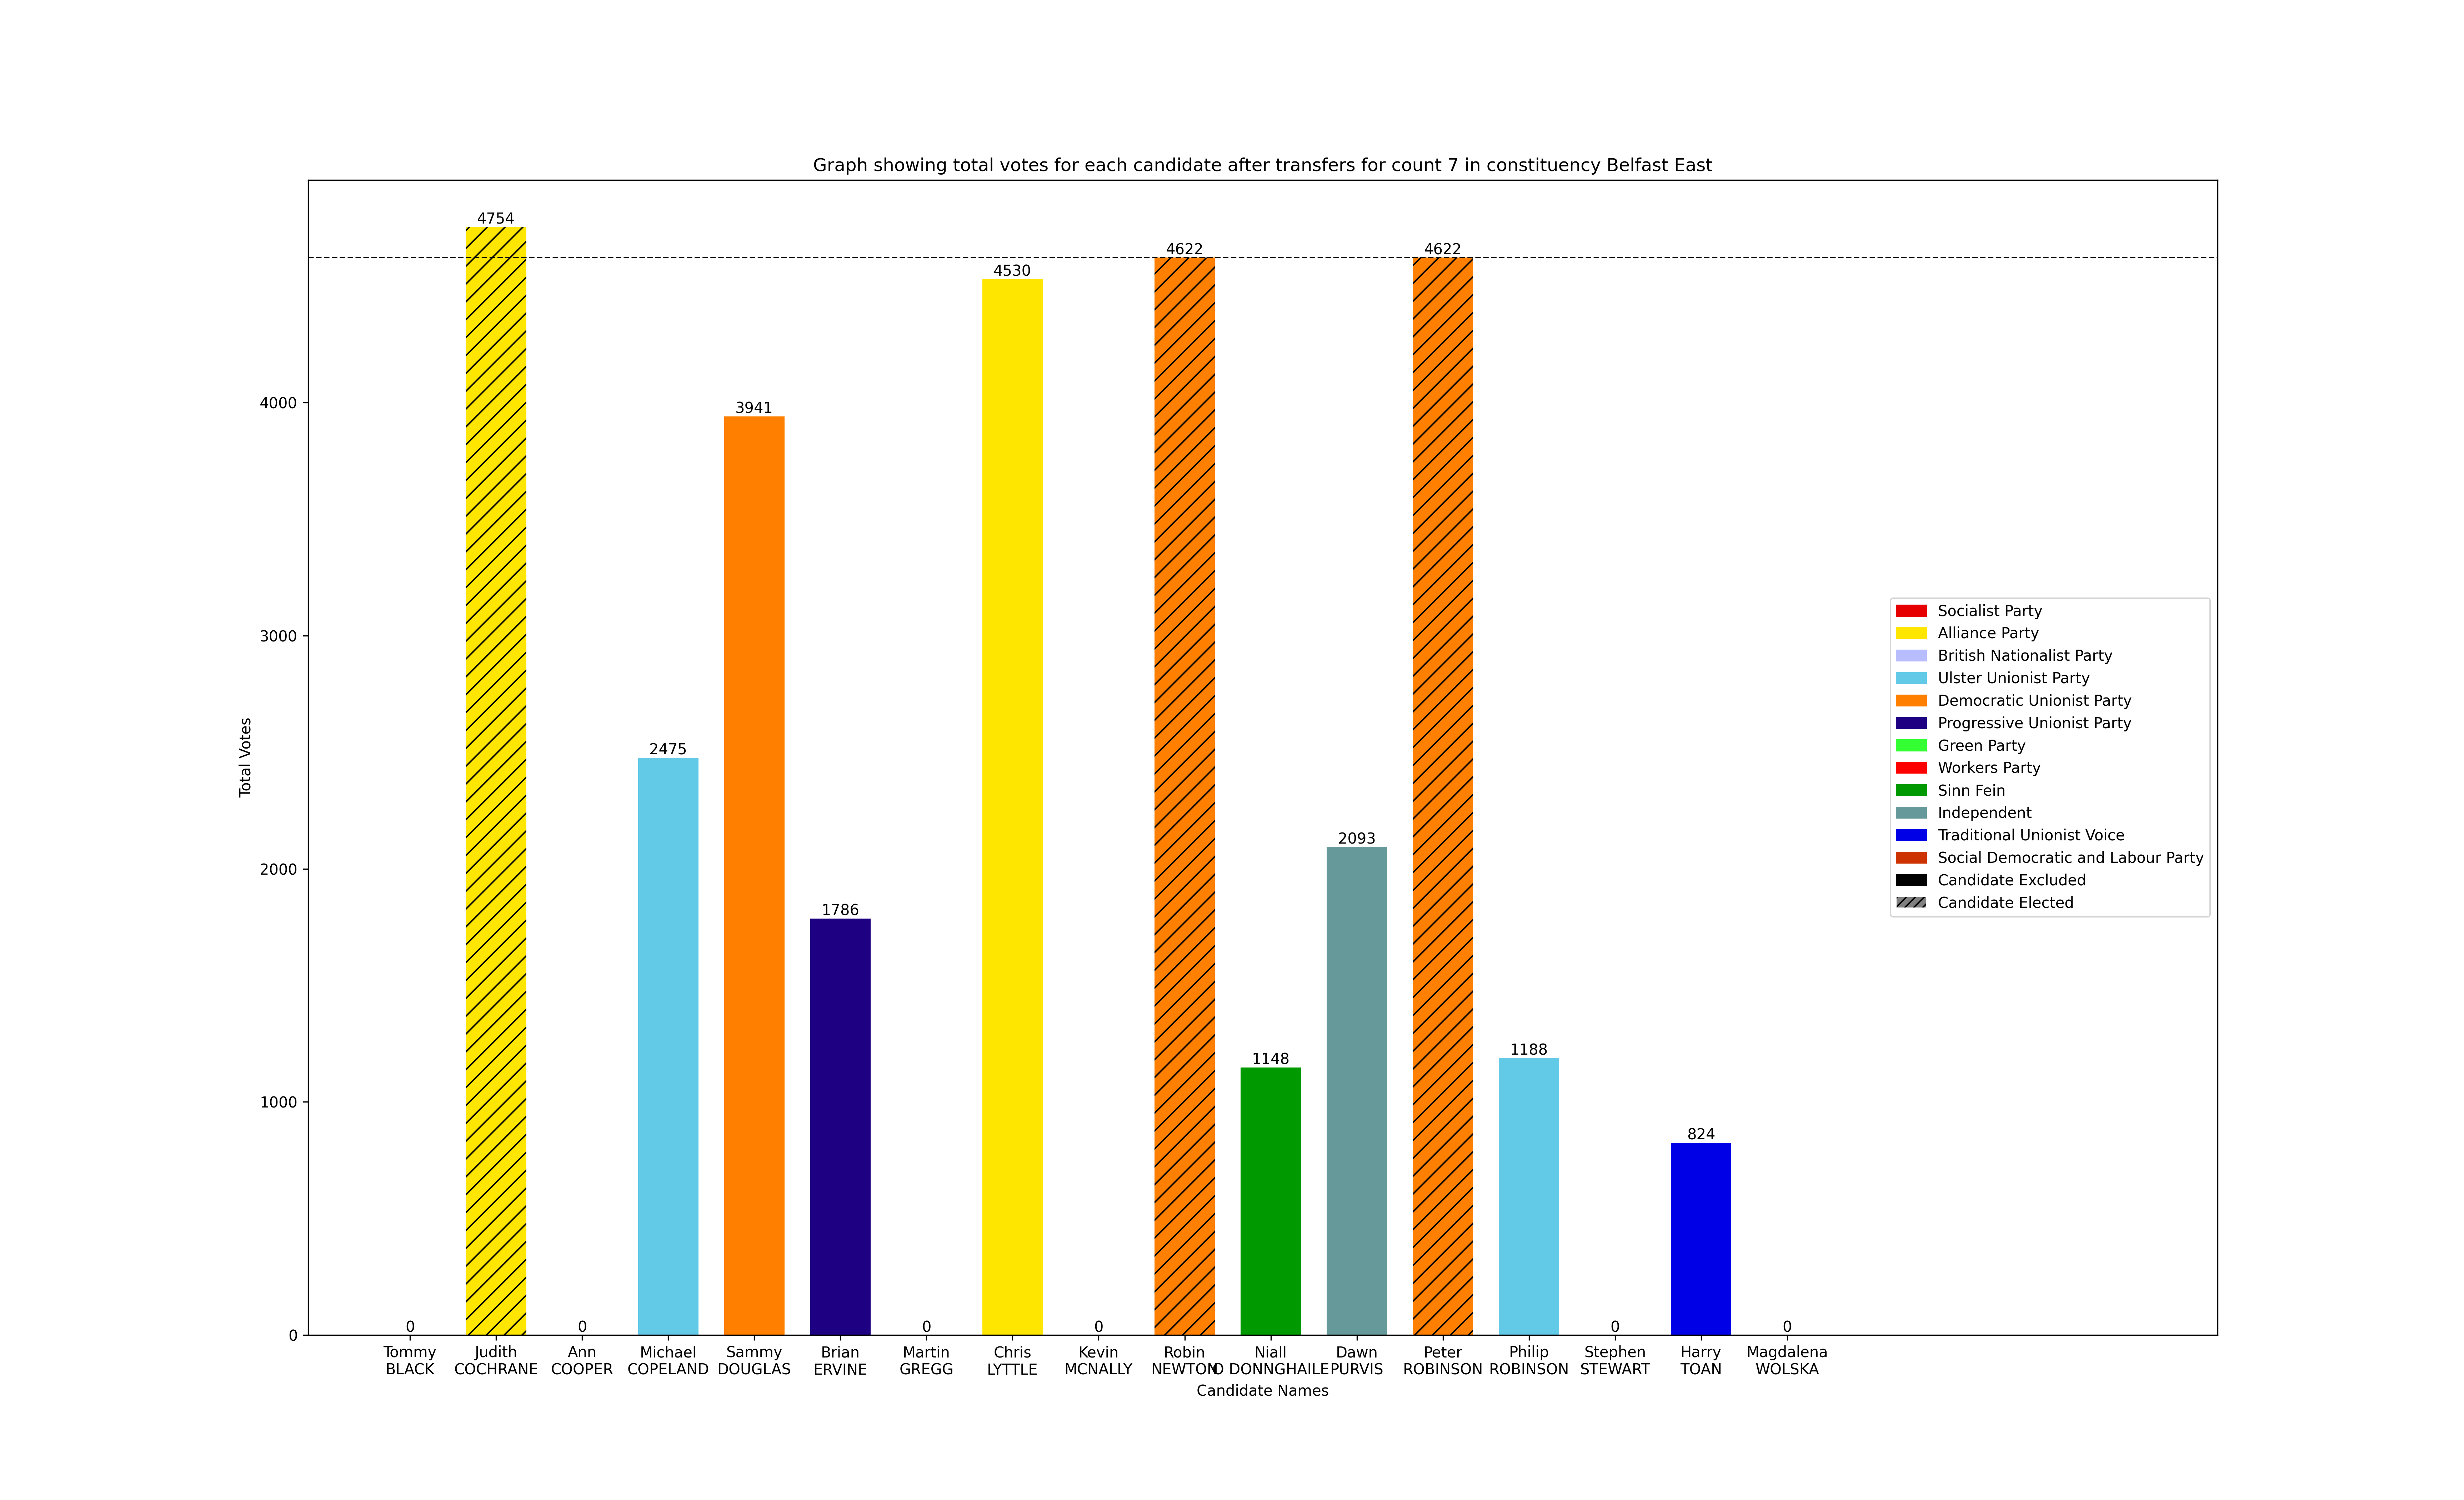 Graph showing total votes for each candidate after transfers for count 7 in constituency Belfast East
4754
4622
4622
4530
4000
3941
3000
Socialist Party
Alliance Party
British Nationalist Party
Ulster Unionist Party
Democratic Unionist Party
Progressive Unionist Party
Green Party
Workers Party
Sinn Fein
Independent
Traditional Unionist Voice
Social Democratic and Labour Party
Candidate Excluded
Candidate Elected
Total Votes
2475
2093
2000
1786
1188
1148
1000
824
0
0
0
0
0
0
0
Tommy BLACK
Judith COCHRANE
Ann COOPER
Michael COPELAND
Sammy DOUGLAS
Brian ERVINE
Martin GREGG
Chris LYTTLE
Kevin MCNALLY
Robin NEWTON
Niall O DONNGHAILE
Dawn PURVIS
Peter ROBINSON
Philip ROBINSON
Stephen STEWART
Harry TOAN
Magdalena WOLSKA
Candidate Names